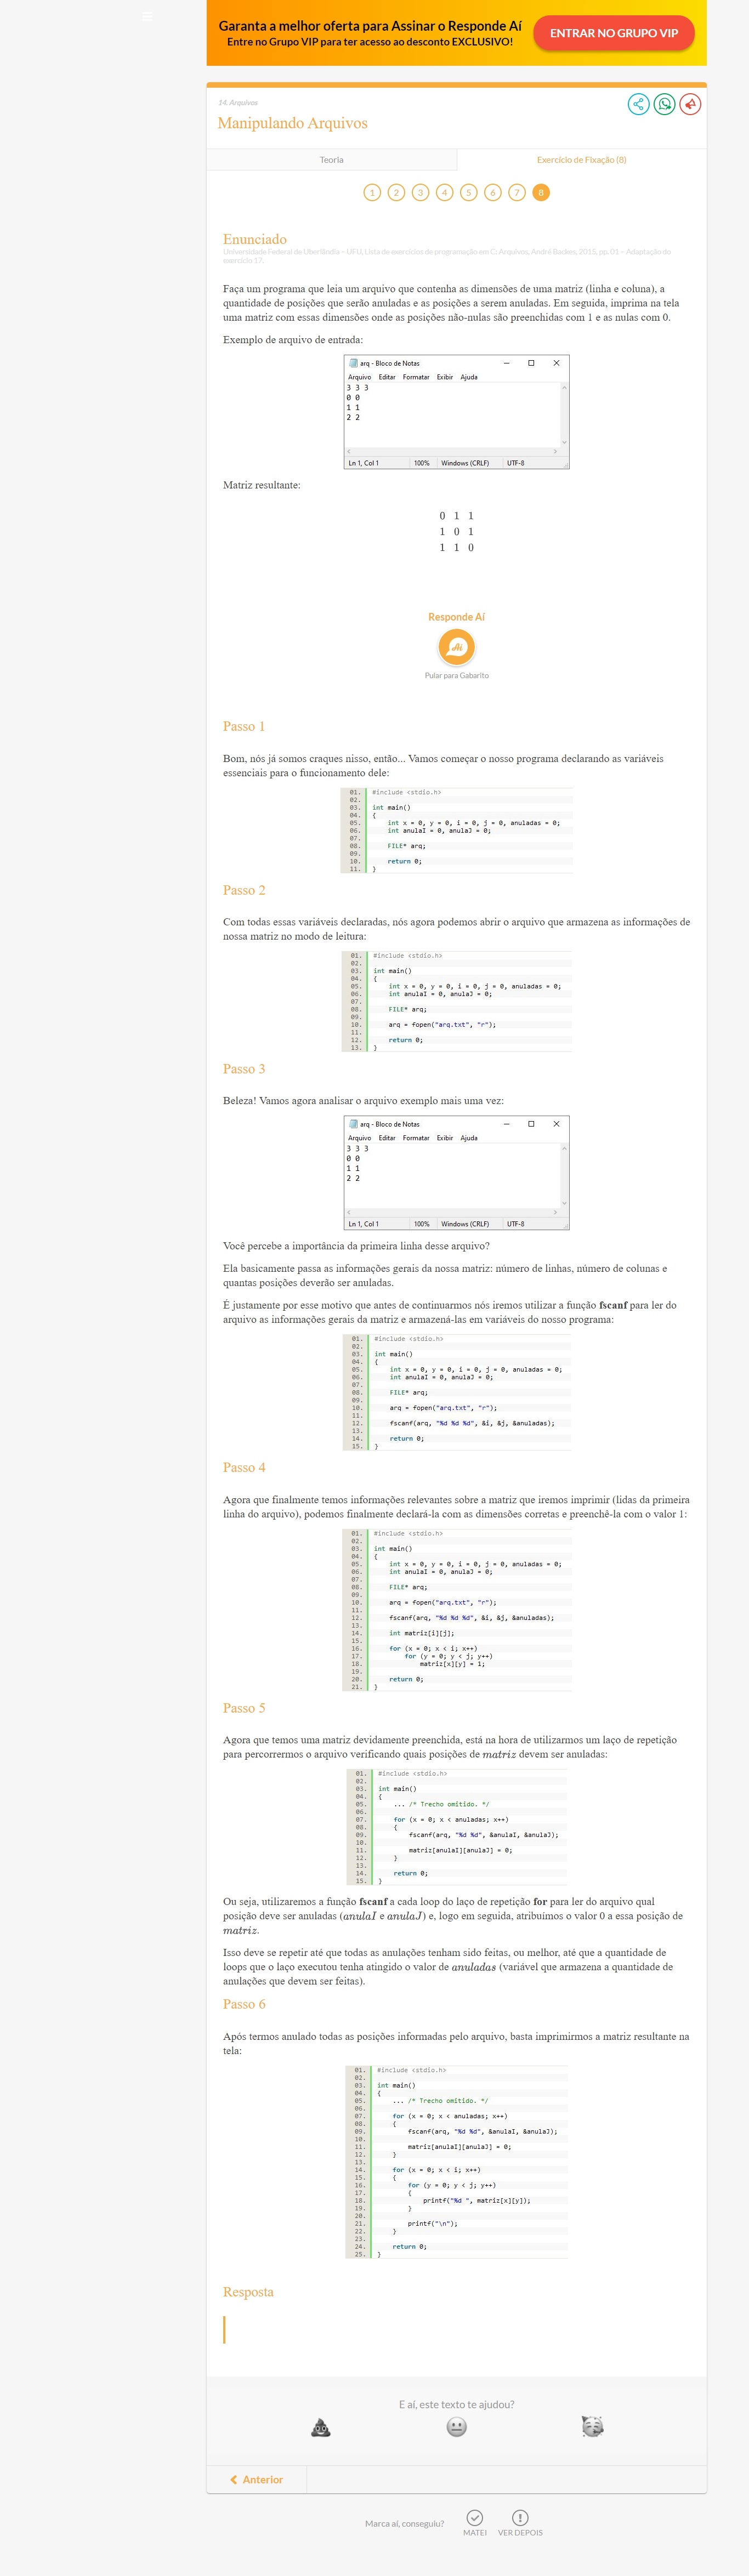 Garanta a melhor oferta para Assinar o Responde Aí
Entre no Grupo VIP para ter acesso ao desconto EXCLUSIVO!
ENTRAR NO GRUPO VIP
14. Arquivos
Manipulando Arquivos
Teoria
Exercício de Fixação (8)
1 2 3 4 5 6 7 8
Enunciado
Universidade Federal de Uberlândia – UFU, Lista de exercícios de programação em C: Arquivos, André Backes, 2015, pp. 01 – Adaptação do
exercício 17.
Faça um programa que leia um arquivo que contenha as dimensões de uma matriz (linha e coluna), a
quantidade de posições que serão anuladas e as posições a serem anuladas. Em seguida, imprima na tela
uma matriz com essas dimensões onde as posições não-nulas são preenchidas com 1 e as nulas com 0.
Exemplo de arquivo de entrada:
arq - Bloco de Notas
Arquivo Editar Formatar Exibir Ajuda
3 3 3
0 0
1 1
2 2
Ln 1, Col 1 100% Windows (CRLF) UTF-8
Matriz resultante:
0 1 1
1 0 1
1 1 0
Responde Aí
Aí
Pular para Gabarito
Passo 1
Bom, nós já somos craques nisso, então... Vamos começar o nosso programa declarando as variáveis
essenciais para o funcionamento dele:
01. #include <stdio.h>
02.
03. int main()
04. {
05. int x = 0, y = 0, i = 0, j = 0, anuladas = 0;
06. int anulaI = 0, anulaJ = 0;
07.
08. FILE* arq;
09.
10. return 0;
11. }
Passo 2
Com todas essas variáveis declaradas, nós agora podemos abrir o arquivo que armazena as informações de
nossa matriz no modo de leitura:
01. #include <stdio.h>
02.
03. int main()
04. {
05. int x = 0, y = 0, i = 0, j = 0, anuladas = 0;
06. int anulaI = 0, anulaJ = 0;
07.
08. FILE* arq;
09.
10. arq = fopen("arq.txt", "r");
11.
12. return 0;
13. }
Passo 3
Beleza! Vamos agora analisar o arquivo exemplo mais uma vez:
arq - Bloco de Notas
Arquivo Editar Formatar Exibir Ajuda
3 3 3
0 0
1 1
2 2
Ln 1, Col 1 100% Windows (CRLF) UTF-8
Você percebe a importância da primeira linha desse arquivo?
Ela basicamente passa as informações gerais da nossa matriz: número de linhas, número de colunas e
quantas posições deverão ser anuladas.
É justamente por esse motivo que antes de continuarmos nós iremos utilizar a função fscanf para ler do
arquivo as informações gerais da matriz e armazená-las em variáveis do nosso programa:
01. #include <stdio.h>
02.
03. int main()
04. {
05. int x = 0, y = 0, i = 0, j = 0, anuladas = 0;
06. int anulaI = 0, anulaJ = 0;
07.
08. FILE* arq;
09.
10. arq = fopen("arq.txt", "r");
11.
12. fscanf(arq, "%d %d %d", &i, &j, &anuladas);
13.
14. return 0;
15. }
Passo 4
Agora que finalmente temos informações relevantes sobre a matriz que iremos imprimir (lidas da primeira
linha do arquivo), podemos finalmente declará-la com as dimensões corretas e preenchê-la com o valor 1:
01. #include <stdio.h>
02.
03. int main()
04. {
05. int x = 0, y = 0, i = 0, j = 0, anuladas = 0;
06. int anulaI = 0, anulaJ = 0;
07.
08. FILE* arq;
09.
10. arq = fopen("arq.txt", "r");
11.
12. fscanf(arq, "%d %d %d", &i, &j, &anuladas);
13.
14. int matriz[i][j];
15.
16. for (x = 0; x < i; x++)
17. for (y = 0; y < j; y++)
18. matriz[x][y] = 1;
19.
20. return 0;
21. }
Passo 5
Agora que temos uma matriz devidamente preenchida, está na hora de utilizarmos um laço de repetição
para percorrermos o arquivo verificando quais posições de matriz devem ser anuladas:
01. #include <stdio.h>
02.
03. int main()
04. {
05. ... /* Trecho omitido. */
06.
07. for (x = 0; x < anuladas; x++)
08. {
09. fscanf(arq, "%d %d", &anulaI, &anulaJ);
10.
11. matriz[anulaI][anulaJ] = 0;
12. }
13.
14. return 0;
15. }
Ou seja, utilizaremos a função fscanf a cada loop do laço de repetição for para ler do arquivo qual
posição deve ser anuladas (anulaI e anulaJ) e, logo em seguida, atribuímos o valor 0 a essa posição de
matriz.
Isso deve se repetir até que todas as anulações tenham sido feitas, ou melhor, até que a quantidade de
loops que o laço executou tenha atingido o valor de anuladas (variável que armazena a quantidade de
anulações que devem ser feitas).
Passo 6
Após termos anulado todas as posições informadas pelo arquivo, basta imprimirmos a matriz resultante na
tela:
01. #include <stdio.h>
02.
03. int main()
04. {
05. ... /* Trecho omitido. */
06.
07. for (x = 0; x < anuladas; x++)
08. {
09. fscanf(arq, "%d %d", &anulaI, &anulaJ);
10.
11. matriz[anulaI][anulaJ] = 0;
12. }
13.
14. for (x = 0; x < i; x++)
15. {
16. for (y = 0; y < j; y++)
17. {
18. printf("%d ", matriz[x][y]);
19. }
20.
21. printf("\n");
22. }
23.
24. return 0;
25. }
Resposta
E aí, este texto te ajudou?
Anterior
Marca aí, conseguiu?
MATEI
VER DEPOIS